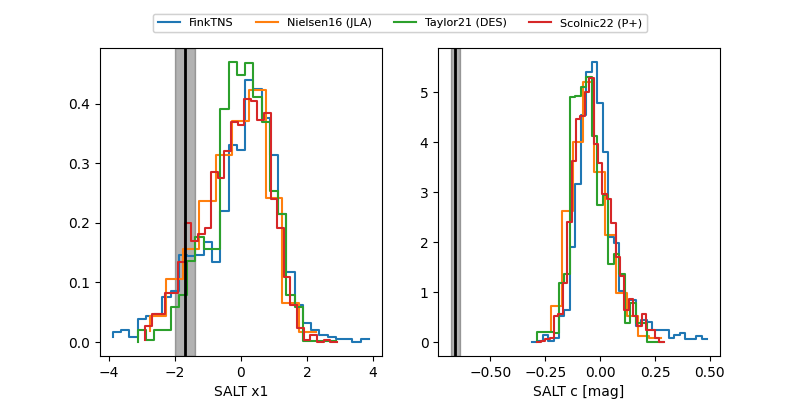 FinkTNS Nielsen16 (JLA) Taylor21 (DES) Scolnic22 (P+)
0.4
0.3
0.2
0.1
0.0
−4 −2 0 2 4
SALT x1
5
4
3
2
1
0
−0.50 −0.25 0.00 0.25 0.50
SALT c [mag]